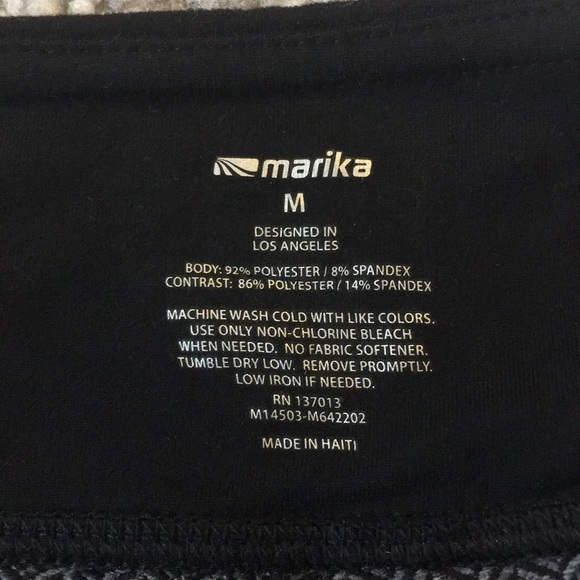 marika
M
DESIGNED IN
LOS ANGELES
BODY: 92% POLYESTER / 8% SPANDEX
CONTRAST: 86% POLYESTER / 14% SPANDEX
MACHINE WASH COLD WITH LIKE COLORS.
USE ONLY NON-CHLORINE BLEACH
WHEN NEEDED. NO FABRIC SOFTENER.
TUMBLE DRY LOW. REMOVE PROMPTLY.
LOW IRON IF NEEDED.
RN 137013
M14503-M642202
MADE IN HAITI